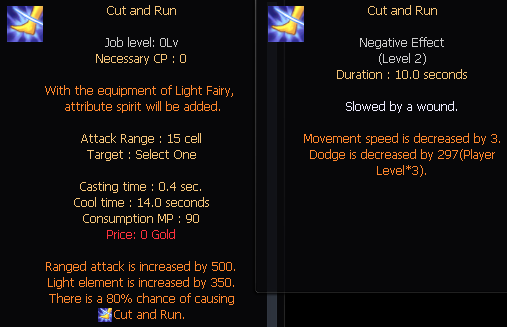 Cut and Run
Job level: 0Lv
Necessary CP : 0
With the equipment of Light Fairy,
attribute spirit will be added.
Attack Range : 15 cell
Target : Select One
Casting time : 0.4 sec.
Cool time : 14.0 seconds
Consumption MP : 90
Price: 0 Gold
Ranged attack is increased by 500.
Light element is increased by 350.
There is a 80% chance of causing
Cut and Run.
Cut and Run
Negative Effect
(Level 2)
Duration : 10.0 seconds
Slowed by a wound.
Movement speed is decreased by 3.
Dodge is decreased by 297(Player
Level*3).